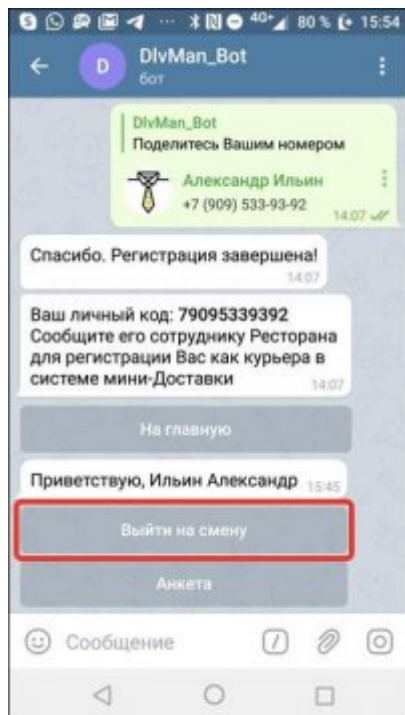 4G+ 80 % 15:54
D DlvMan_Bot
бот
DlvMan_Bot
Поделитесь Вашим номером
Александр Ильин
+7 (909) 533-93-92
14:07
Спасибо. Регистрация завершена!
14:07
Ваш личный код: 79095339392
Сообщите его сотруднику Ресторана
для регистрации Вас как курьера в
системе мини-Доставки
14:07
На главную
Приветствую, Ильин Александр 15:45
Выйти на смену
Анкета
Сообщение